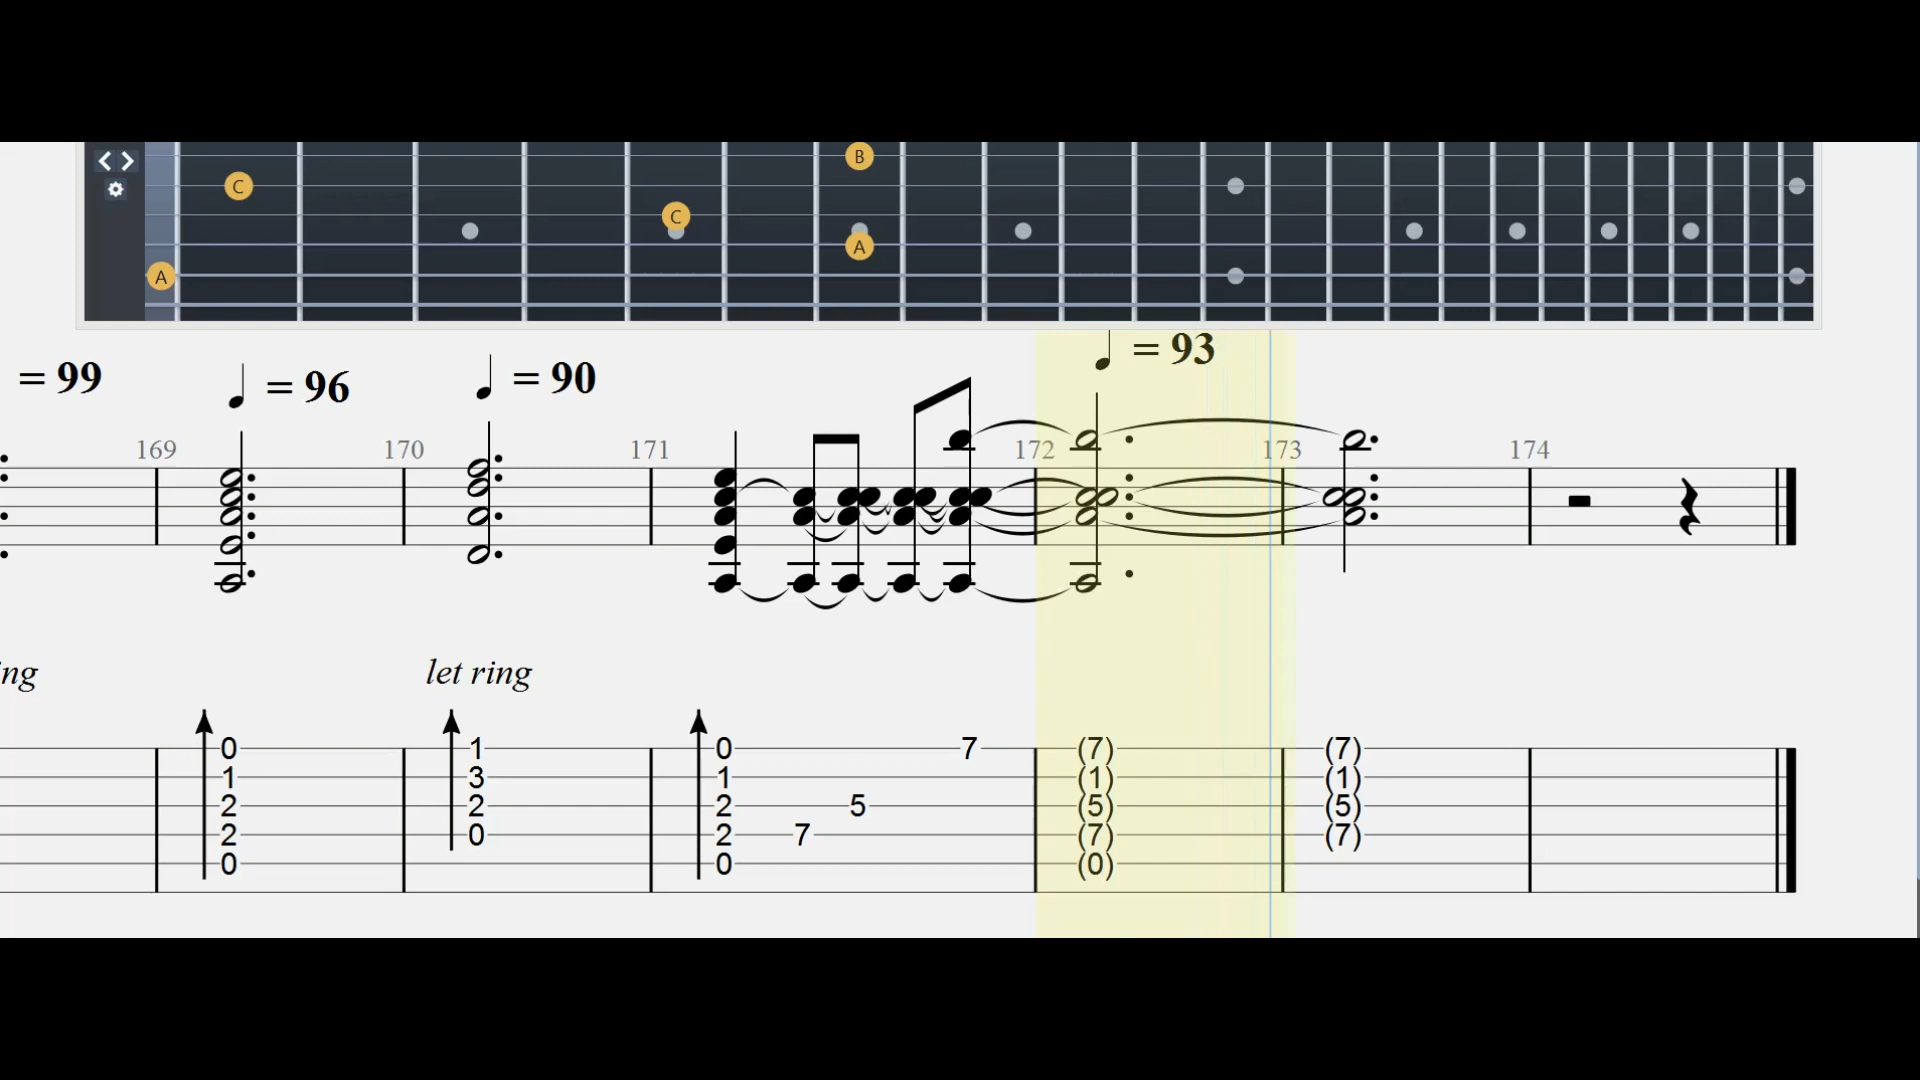 B
C
C
A
A
= 99
= 96
= 90
= 93
169 170 171 172 173 174
ng
let ring
0 1 0 7 (7) (7)
1 3 1 (1) (1)
2 2 2 5 (5) (5)
2 0 2 7 (7) (7)
0 0 (0)